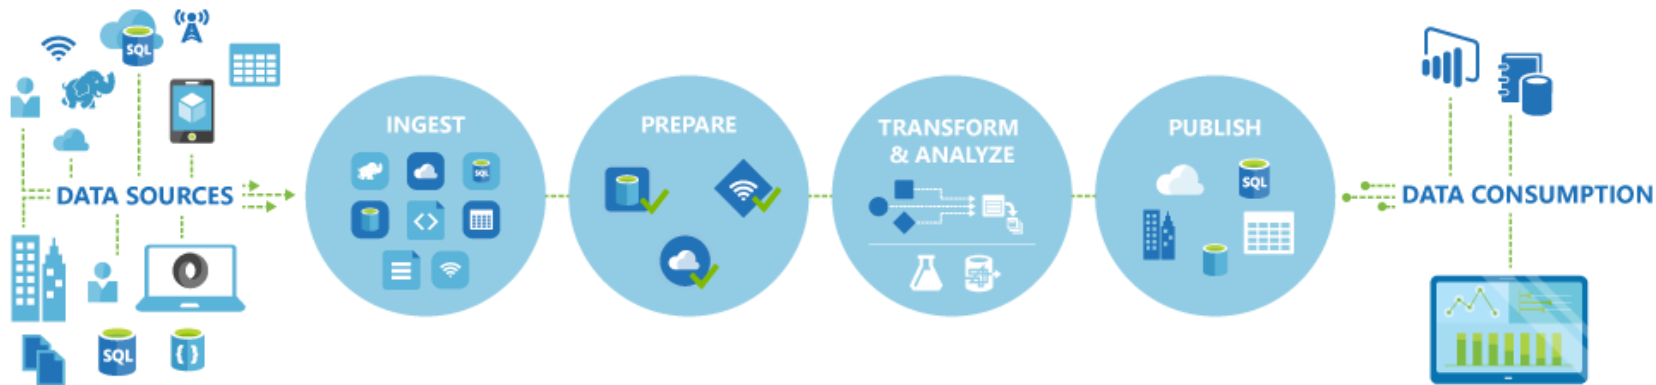 SQL
DATA SOURCES
SQL
{ }
INGEST
SQL
<>
PREPARE
TRANSFORM
& ANALYZE
PUBLISH
SQL
DATA CONSUMPTION